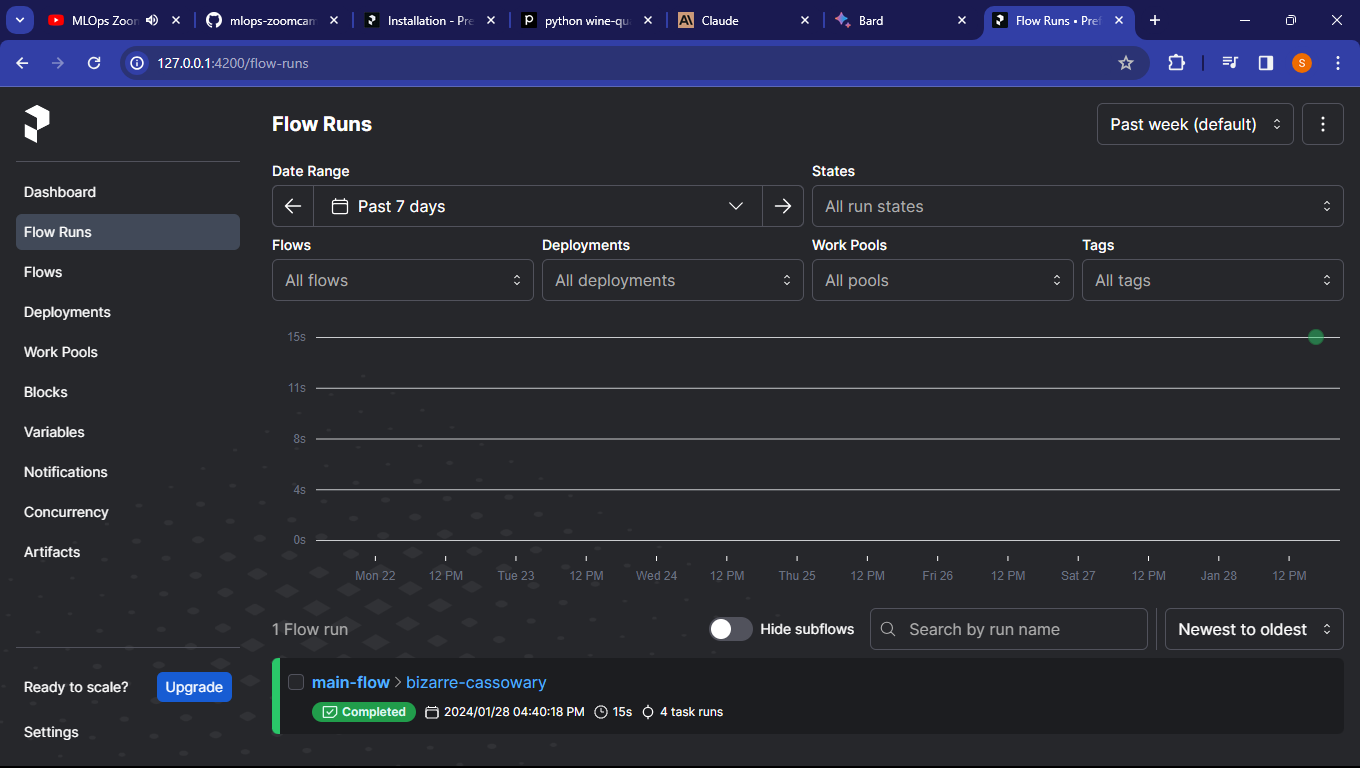 MLOps Zoom
mlops-zoomcam
Installation - Pre
python wine-qua
Claude
Bard
Flow Runs • Pref
127.0.0.1:4200/flow-runs
S
Flow Runs
Past week (default)
Dashboard
Flow Runs
Flows
Deployments
Work Pools
Blocks
Variables
Notifications
Concurrency
Artifacts
Ready to scale?
Upgrade
Settings
Date Range
States
Past 7 days
All run states
Flows
Deployments
Work Pools
Tags
All flows
All deployments
All pools
All tags
15s
11s
8s
4s
0s
Mon 22 12 PM Tue 23 12 PM Wed 24 12 PM Thu 25 12 PM Fri 26 12 PM Sat 27 12 PM Jan 28 12 PM
1 Flow run
Hide subflows
Search by run name
Newest to oldest
main-flow > bizarre-cassowary
Completed 2024/01/28 04:40:18 PM 15s 4 task runs